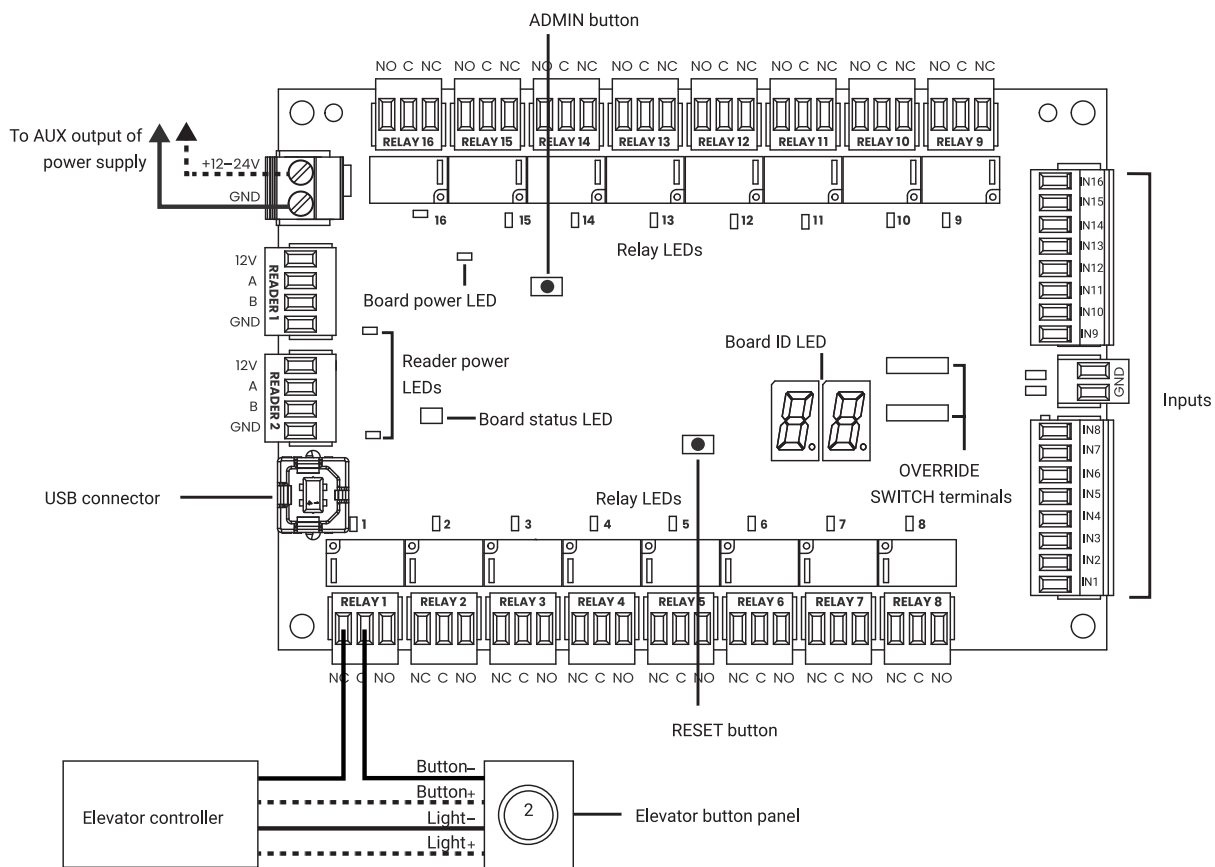 ADMIN button
NO C NC NO C NC NO C NC NO C NC NO C NC NO C NC NO C NC NO C NC
RELAY 16 RELAY 15 RELAY 14 RELAY 13 RELAY 12 RELAY 11 RELAY 10 RELAY 9
To AUX output of
power supply
+12–24V
GND
16 15 14 13 12 11 10 9
Relay LEDs
IN16
IN15
IN14
IN13
IN12
IN11
IN10
IN9
12V
A
B
GND
READER 1
Board power LED
Reader power
LEDs
Board ID LED
12V
A
B
GND
READER 2
Board status LED
GND
Inputs
IN8
IN7
IN6
IN5
IN4
IN3
IN2
IN1
OVERRIDE
SWITCH terminals
USB connector
Relay LEDs
1 2 3 4 5 6 7 8
RELAY 1 RELAY 2 RELAY 3 RELAY 4 RELAY 5 RELAY 6 RELAY 7 RELAY 8
NC C NO NC C NO NC C NO NC C NO NC C NO NC C NO NC C NO NC C NO
RESET button
Elevator controller
Button–
Button+
Light–
Light+
2
Elevator button panel